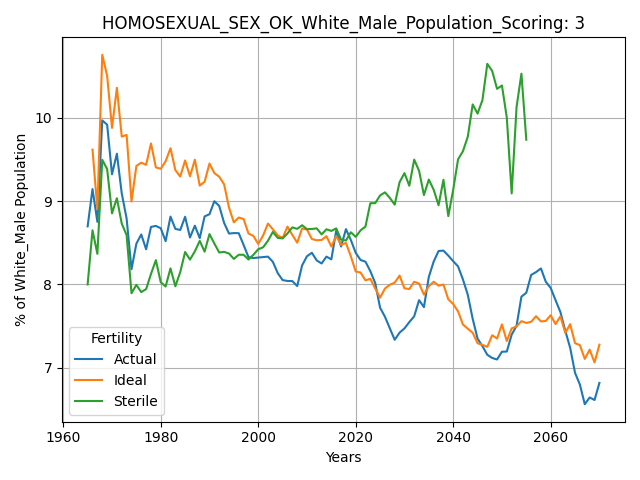 HOMOSEXUAL_SEX_OK_White_Male_Population_Scoring: 3
% of White_Male Population
10
9
8
7
Fertility
Actual
Ideal
Sterile
1960 1980 2000 2020 2040 2060
Years